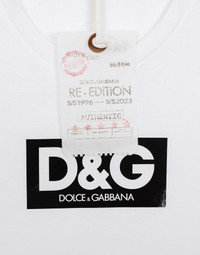 DOLCE & GABBANA
RE-EDITION
S/S1996 — S/S2023
AUTHENTIC
D&G
DOLCE & GABBANA